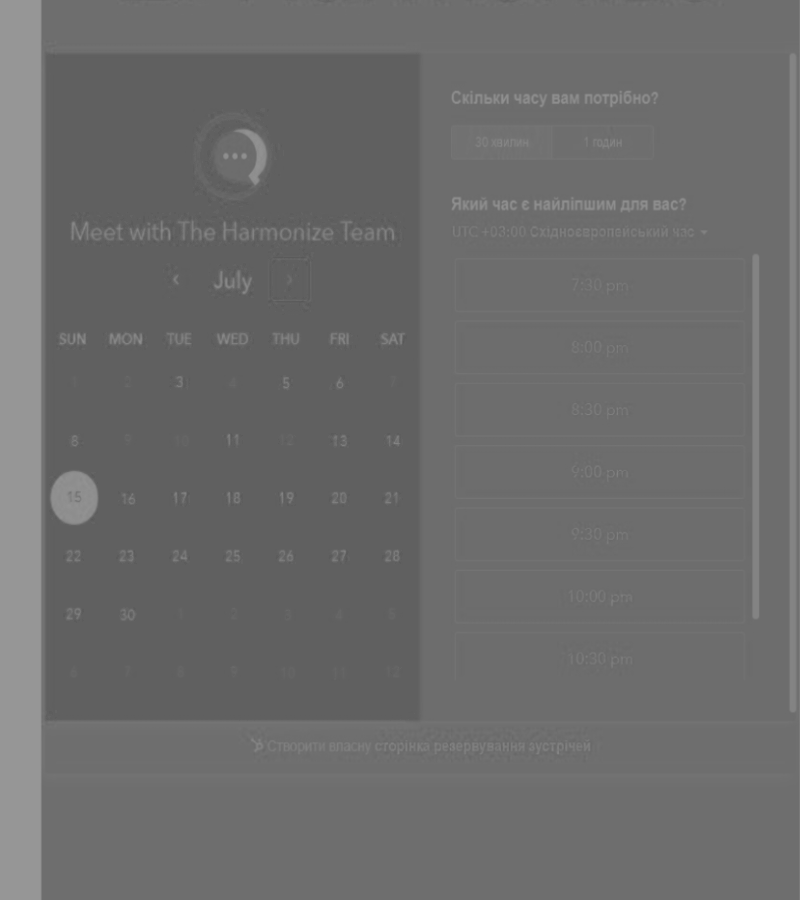 Meet with The Harmonize Team
July
SUN MON TUE WED THU FRI SAT
1 2 3 4 5 6 7
8 9 10 11 12 13 14
15 16 17 18 19 20 21
22 23 24 25 26 27 28
29 30 1 2 3 4 5
6 7 8 9 10 11 12
Скільки часу вам потрібно?
30 хвилин 1 годин
Який час є найліпшим для вас?
UTC +03:00 Східноєвропейський час
7:30 pm
8:00 pm
8:30 pm
9:00 pm
9:30 pm
10:00 pm
10:30 pm
Створити власну сторінка резервування зустрічей